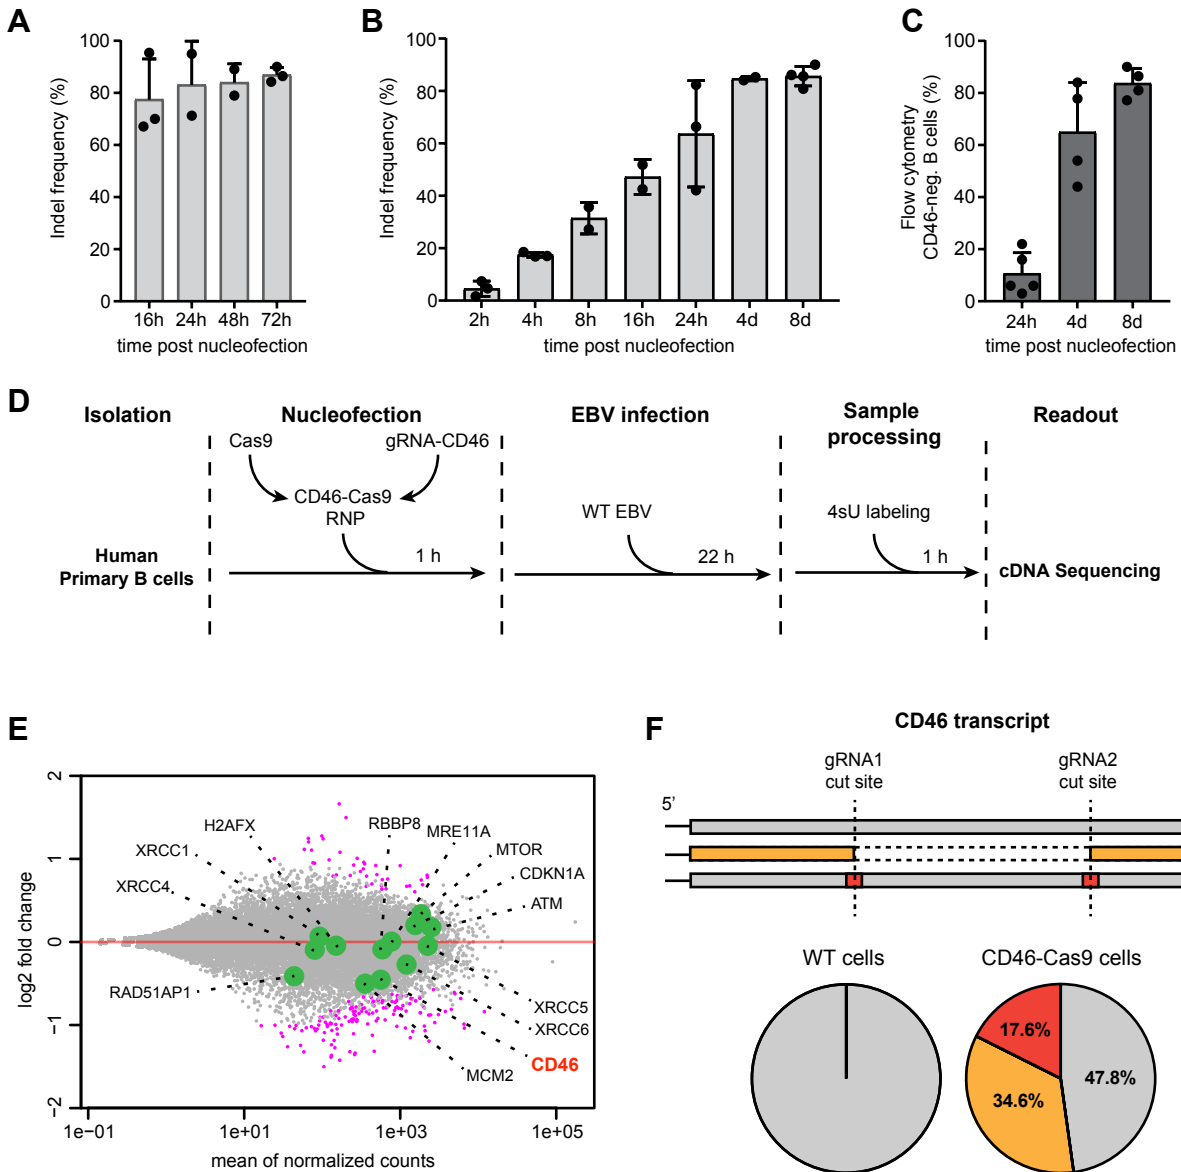 A
100
80
60
40
20
0
Indel frequency (%)
16h 24h 48h 72h
time post nucleofection
B
100
80
60
40
20
0
Indel frequency (%)
2h 4h 8h 16h 24h 4d 8d
time post nucleofection
C
100
80
60
40
20
0
Flow cytometry
CD46-neg. B cells (%)
24h 4d 8d
time post nucleofection
D
Isolation
Nucleofection
EBV infection
Sample
processing
Readout
Cas9
gRNA-CD46
CD46-Cas9
RNP
1 h
WT EBV
22 h
4sU labeling
1 h
Human
Primary B cells
cDNA Sequencing
E
2
1
0
−1
−2
log2 fold change
H2AFX
RBBP8
MRE11A
XRCC1
MTOR
XRCC4
CDKN1A
ATM
RAD51AP1
XRCC5
XRCC6
CD46
MCM2
1e−01 1e+01 1e+03 1e+05
mean of normalized counts
F
CD46 transcript
gRNA1
cut site
gRNA2
cut site
5’
WT cells
CD46-Cas9 cells
17.6%
47.8%
34.6%